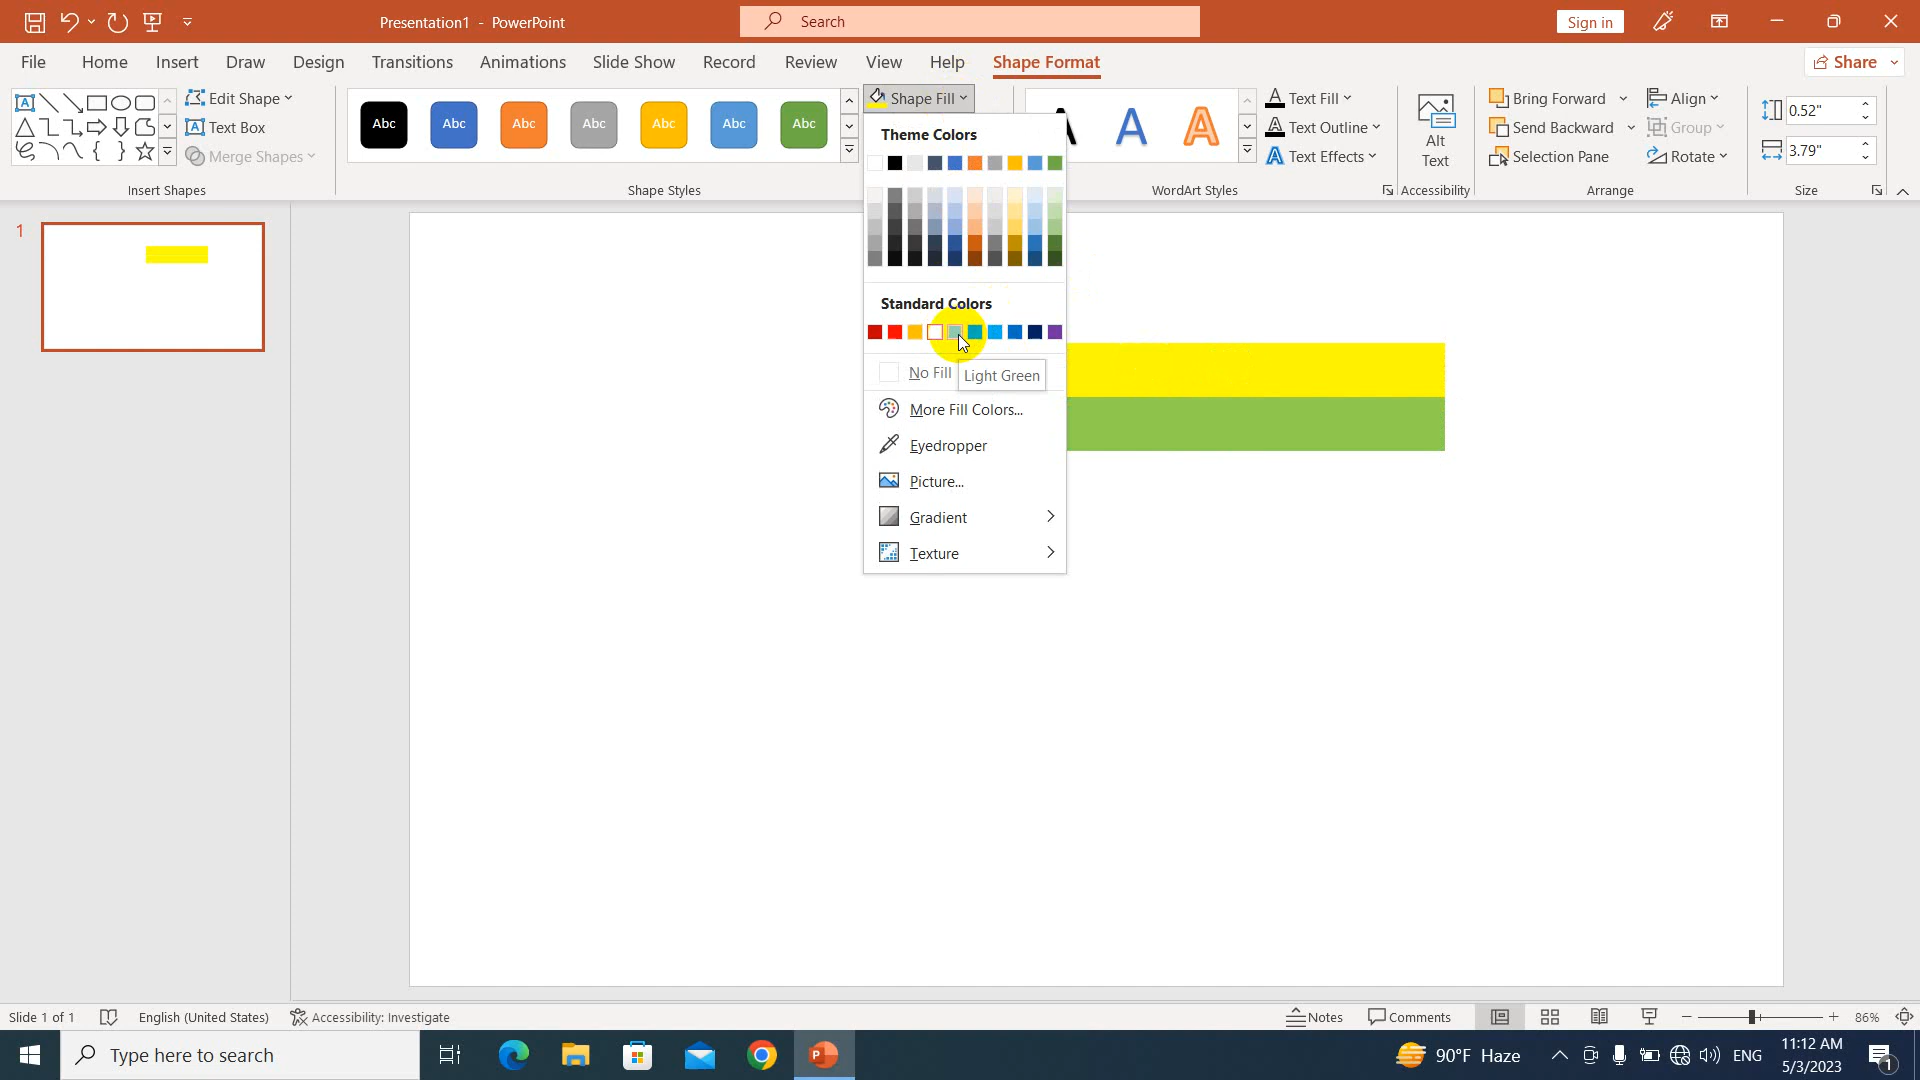 Presentation1 - PowerPoint
Search
Sign in
File Home Insert Draw Design Transitions Animations Slide Show Record Review View Help Shape Format
Share
Edit Shape
Text Box
Merge Shapes
Insert Shapes
Abc Abc Abc Abc Abc Abc Abc
Shape Styles
Shape Fill
Theme Colors
Standard Colors
No Fill
Light Green
More Fill Colors...
Eyedropper
Picture...
Gradient
Texture
A A A
WordArt Styles
Text Fill
Text Outline
Text Effects
Alt
Text
Accessibility
Bring Forward
Send Backward
Selection Pane
Align
Group
Rotate
Arrange
0.52"
3.79"
Size
1
Slide 1 of 1
English (United States)
Accessibility: Investigate
Notes
Comments
86%
Type here to search
90°F Haze
ENG
11:12 AM
5/3/2023
1